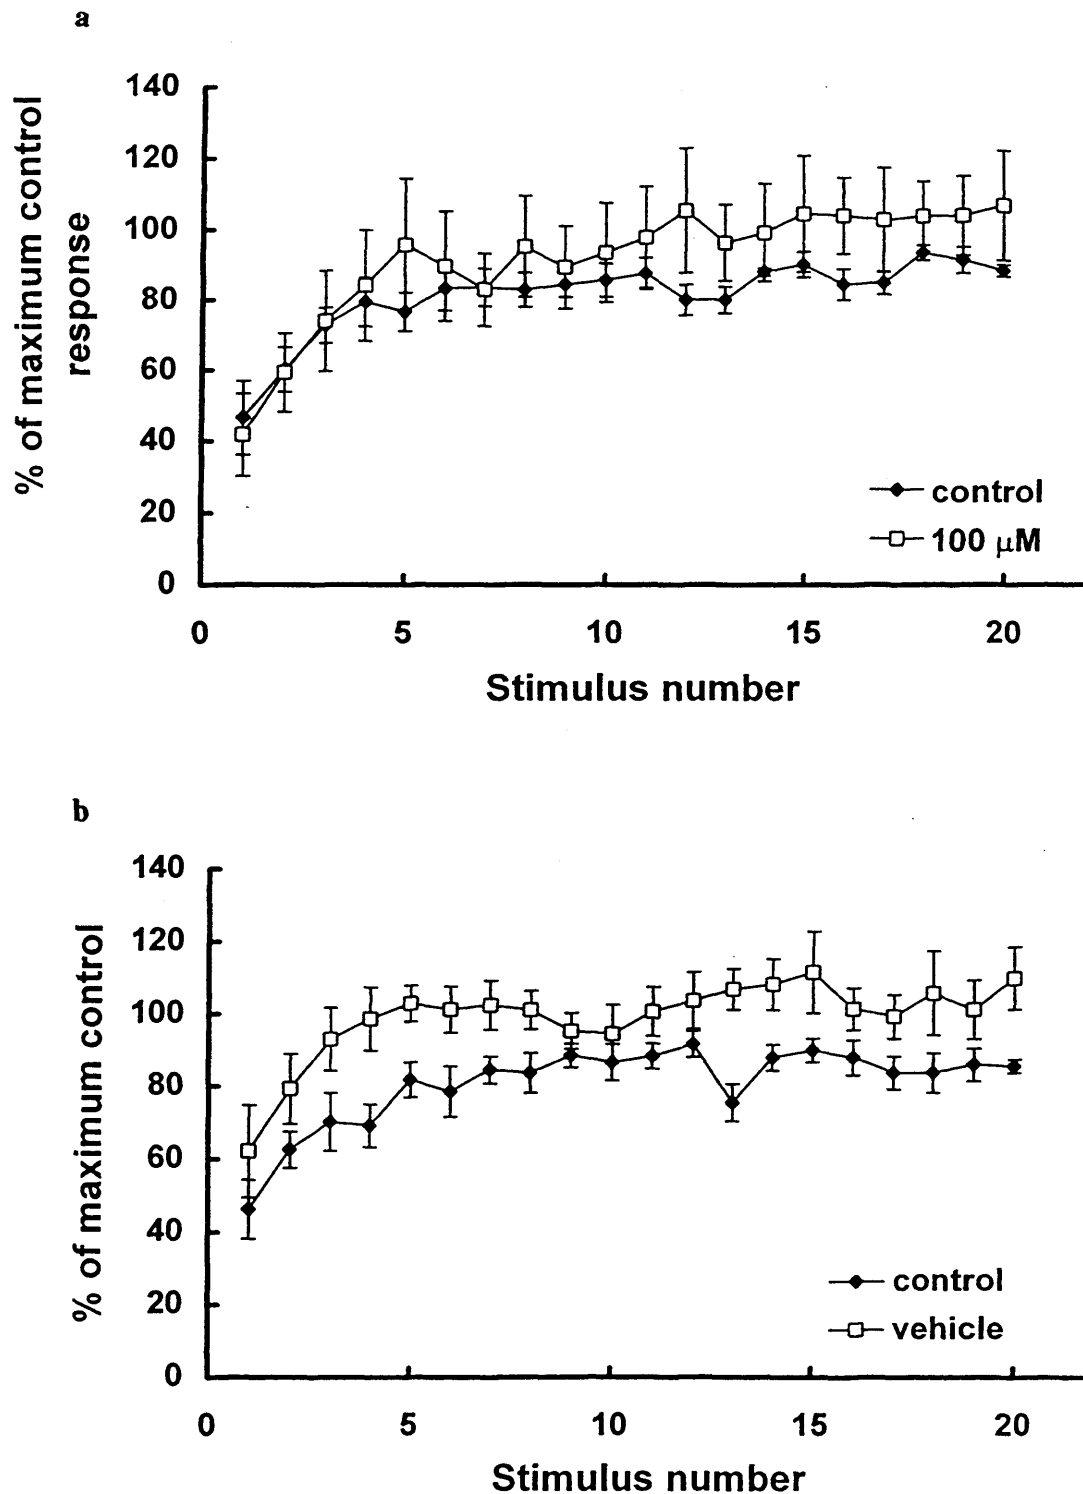 a
% of maximum control
response
140
120
100
80
60
40
20
0
0 5 10 15 20
Stimulus number
control
100 μM
b
% of maximum control
140
120
100
80
60
40
20
0
0 5 10 15 20
Stimulus number
control
vehicle